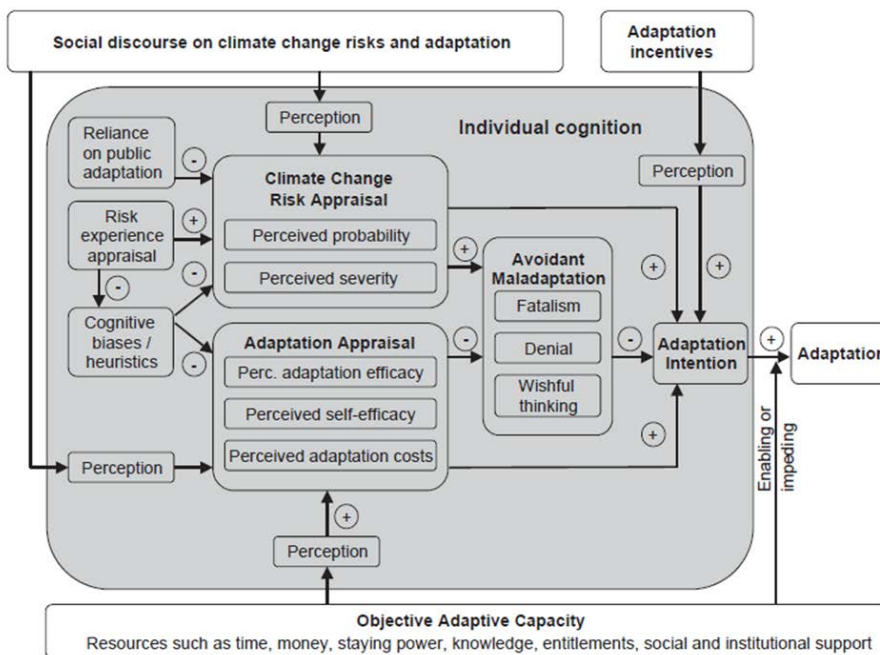 Social discourse on climate change risks and adaptation
Adaptation
incentives
Perception
Individual cognition
Reliance
on public
adaptation
-
Climate Change
Risk Appraisal
Perception
Risk
experience
appraisal
+
Perceived probability
-
Perceived severity
+
Avoidant
Maladaptation
+
+
-
Fatalism
Cognitive
biases /
heuristics
Adaptation Appraisal
-
Denial
-
Adaptation
Intention
+
Adaptation
-
Perc. adaptation efficacy
Wishful
thinking
Perceived self-efficacy
+
Perception
Perceived adaptation costs
Enabling or
impeding
+
Perception
Objective Adaptive Capacity
Resources such as time, money, staying power, knowledge, entitlements, social and institutional support